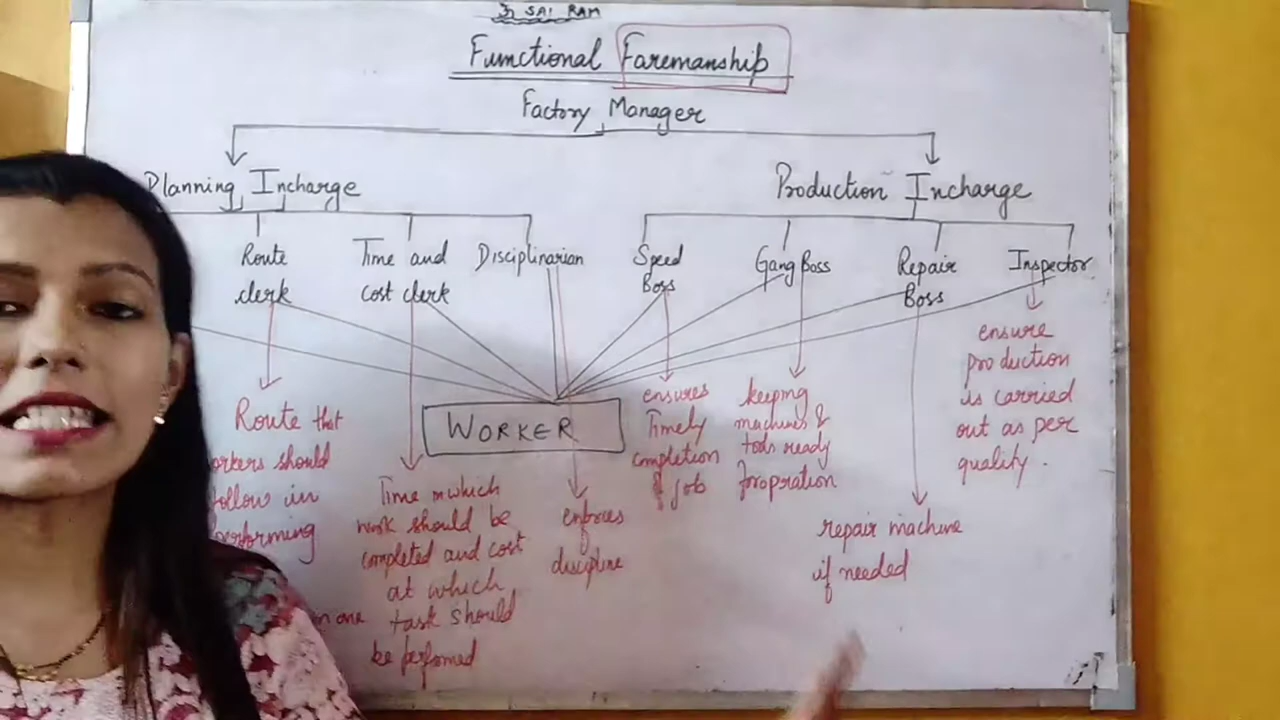 ૐ SAI RAM
Functional Foremanship
Factory Manager
Planning Incharge
Production Incharge
Route
clerk
Time and
cost clerk
Disciplinarian
Speed
Boss
Gang Boss
Repair
Boss
Inspector
WORKER
Route that
orkers should
follow in
performing
Time in which
work should be
completed and cost
at which
task should
be performed
enforces
discipline
ensures
Timely
completion
of job
keeping
machines &
tools ready
for opration
repair machine
if needed
ensure
production
is carried
out as per
quality.